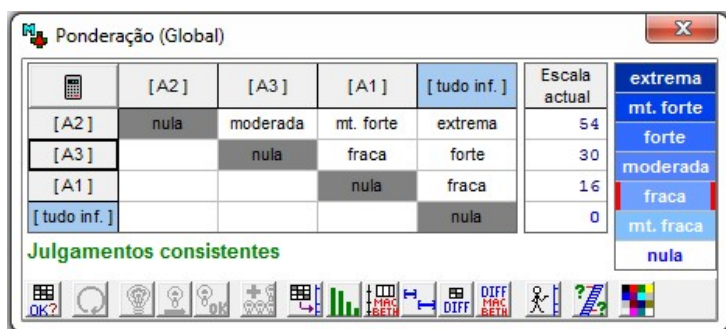 Ponderação (Global)
[ A2 ] [ A3 ] [ A1 ] [ tudo inf. ] Escala actual extrema
[ A2 ] nula moderada mt. forte extrema 54 mt. forte
[ A3 ] nula fraca forte 30 forte
[ A1 ] nula fraca 16 moderada
[ tudo inf. ] nula 0 fraca
mt. fraca
nula
Julgamentos consistentes
OK? OK MAC BETH DIFF DIFF MAC BETH